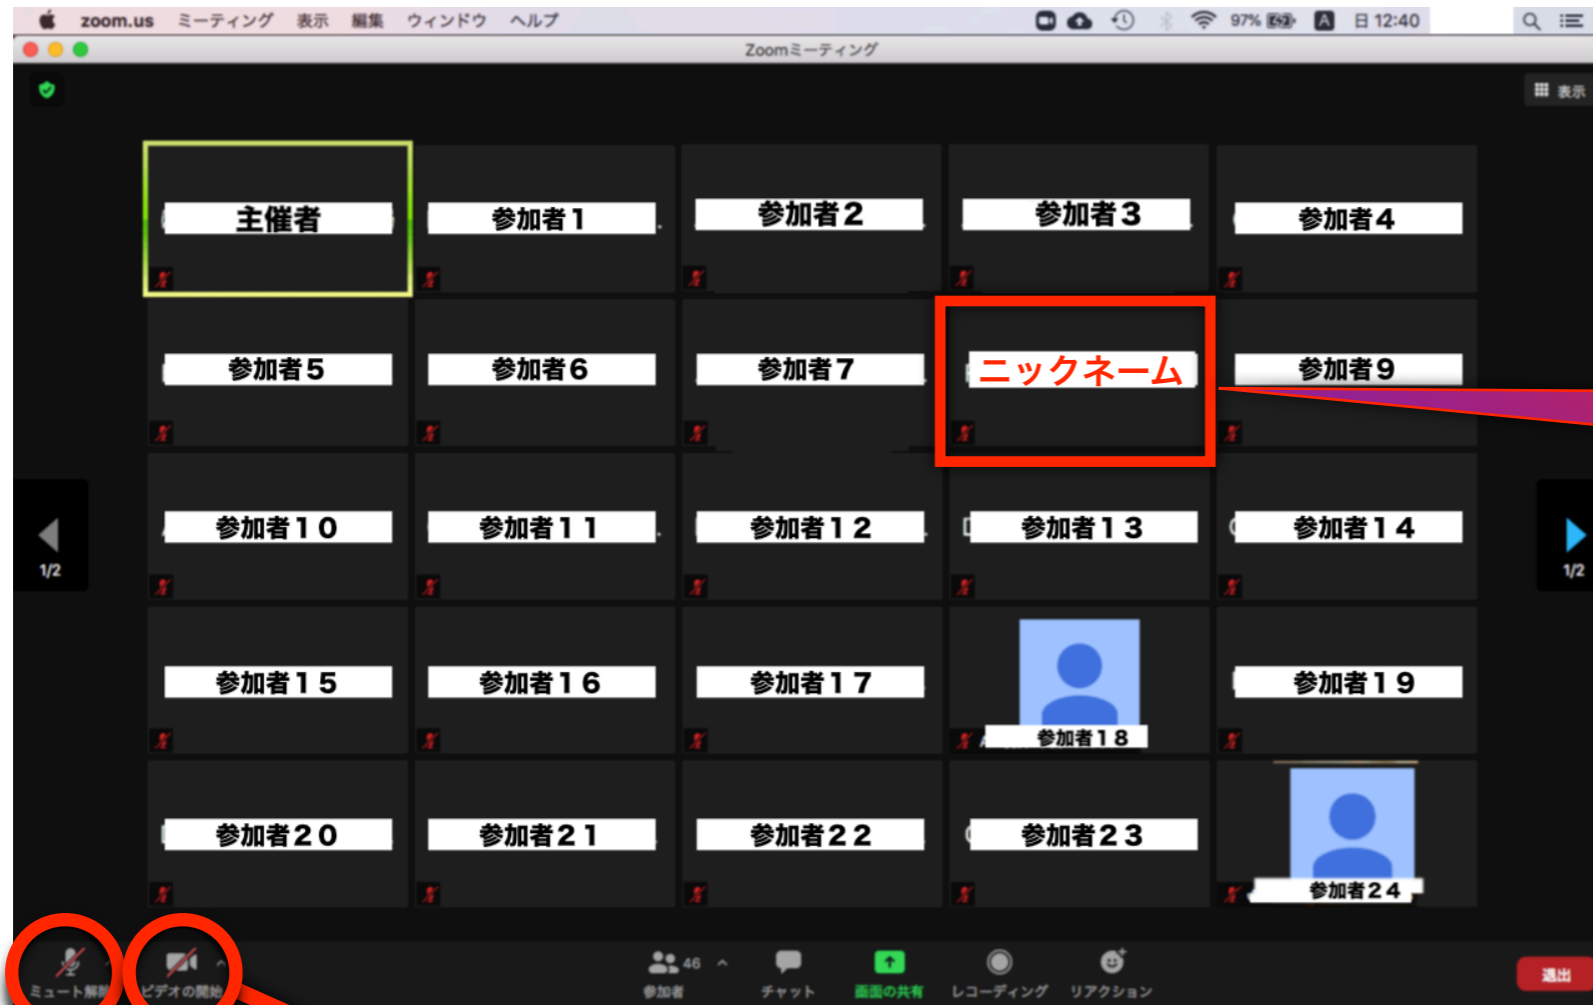 zoom.us ミーティング 表示 編集 ウィンドウ ヘルプ 97% A 日 12:40
Zoomミーティング
表示
主催者 参加者1 参加者2 参加者3 参加者4
参加者5 参加者6 参加者7 ニックネーム 参加者9
参加者10 参加者11 参加者12 参加者13 参加者14
1/2 1/2
参加者15 参加者16 参加者17 参加者18 参加者19
参加者20 参加者21 参加者22 参加者23 参加者24
46
ミュート解除 ビデオの開始 参加者 チャット 画面の共有 レコーディング リアクション 退出